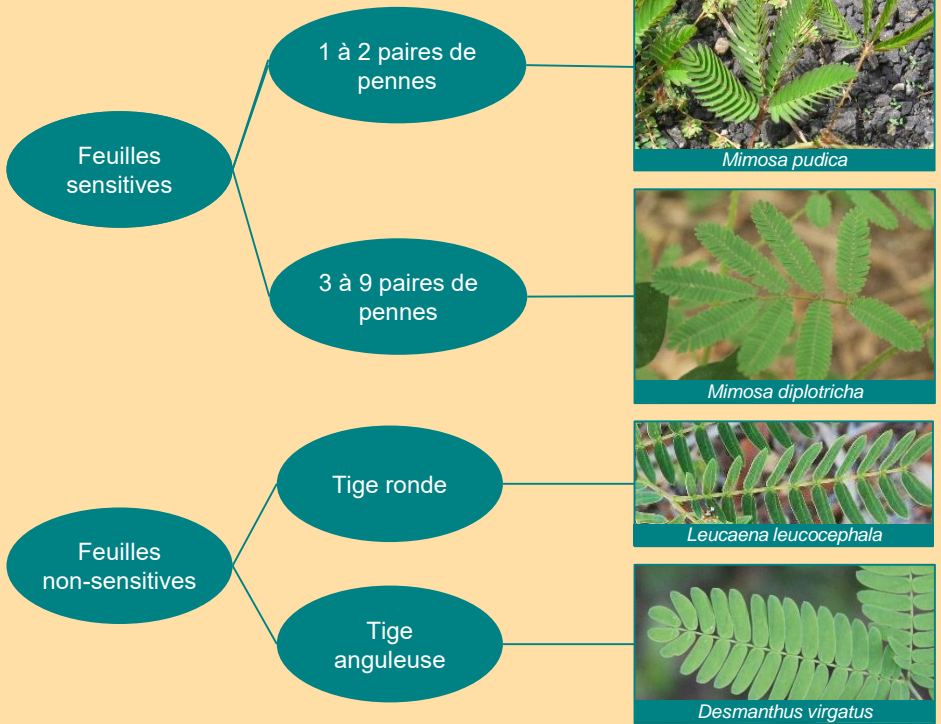 Feuilles
sensitives
1 à 2 paires de
pennes
Mimosa pudica
3 à 9 paires de
pennes
Mimosa diplotricha
Feuilles
non-sensitives
Tige ronde
Leucaena leucocephala
Tige
anguleuse
Desmanthus virgatus